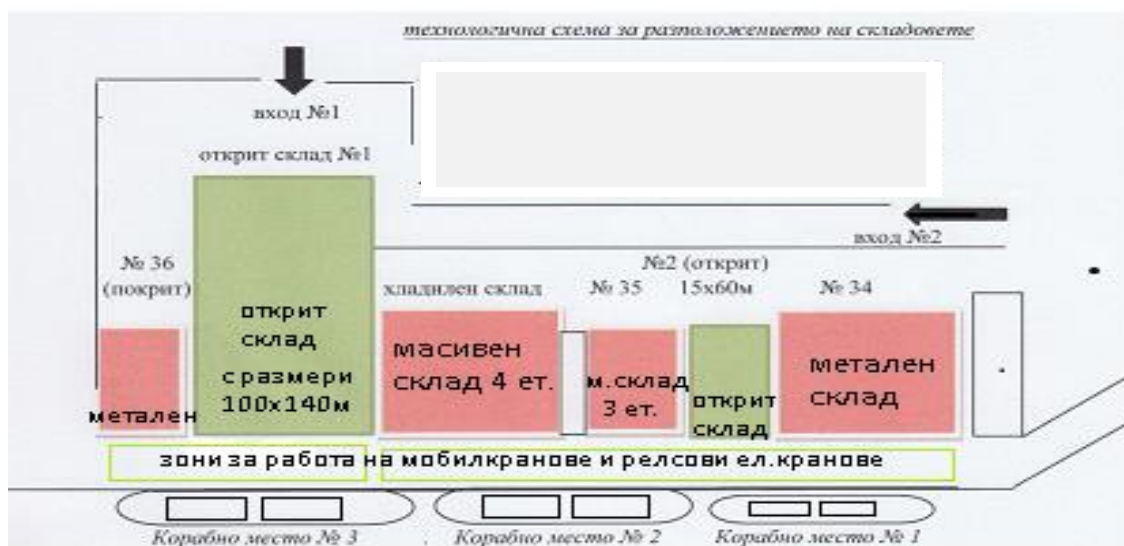 технологична схема за разположението на складовете
вход №1
открит склад №1
вход №2
№ 36
(покрит)
хладилен склад
№ 35
№2 (открит)
15х60м
№ 34
открит
склад
с размери
100х140м
масивен
склад 4 ет.
м.склад
3 ет.
открит
склад
метален
склад
метален
зони за работа на мобилкранове и релсови ел.кранове
Корабно место № 3
Корабно место № 2
Корабно место № 1